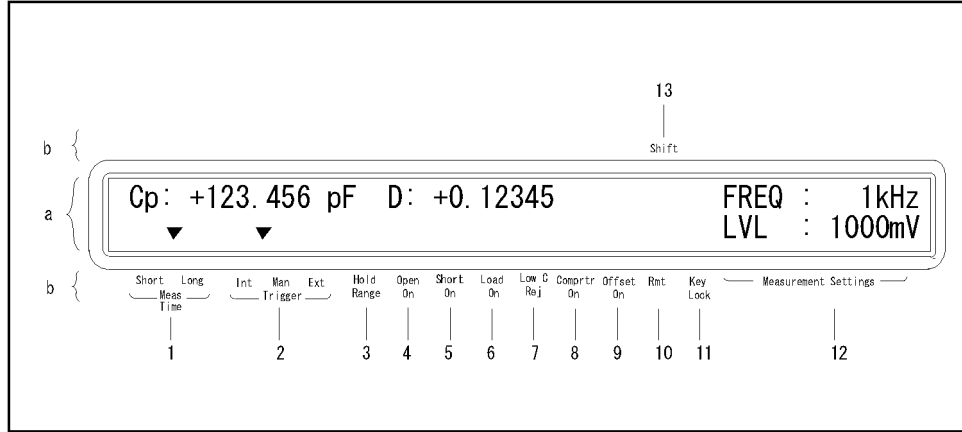 13
b
Shift
a
Cp: +123.456 pF D: +0.12345 FREQ : 1kHz
LVL : 1000mV
b
Short Long Int Man Ext Hold Open Short Load Low C Comprtr Offset Rmt Key Measurement Settings
Meas Trigger Range On On On Rej On On Lock
Time
1 2 3 4 5 6 7 8 9 10 11 12